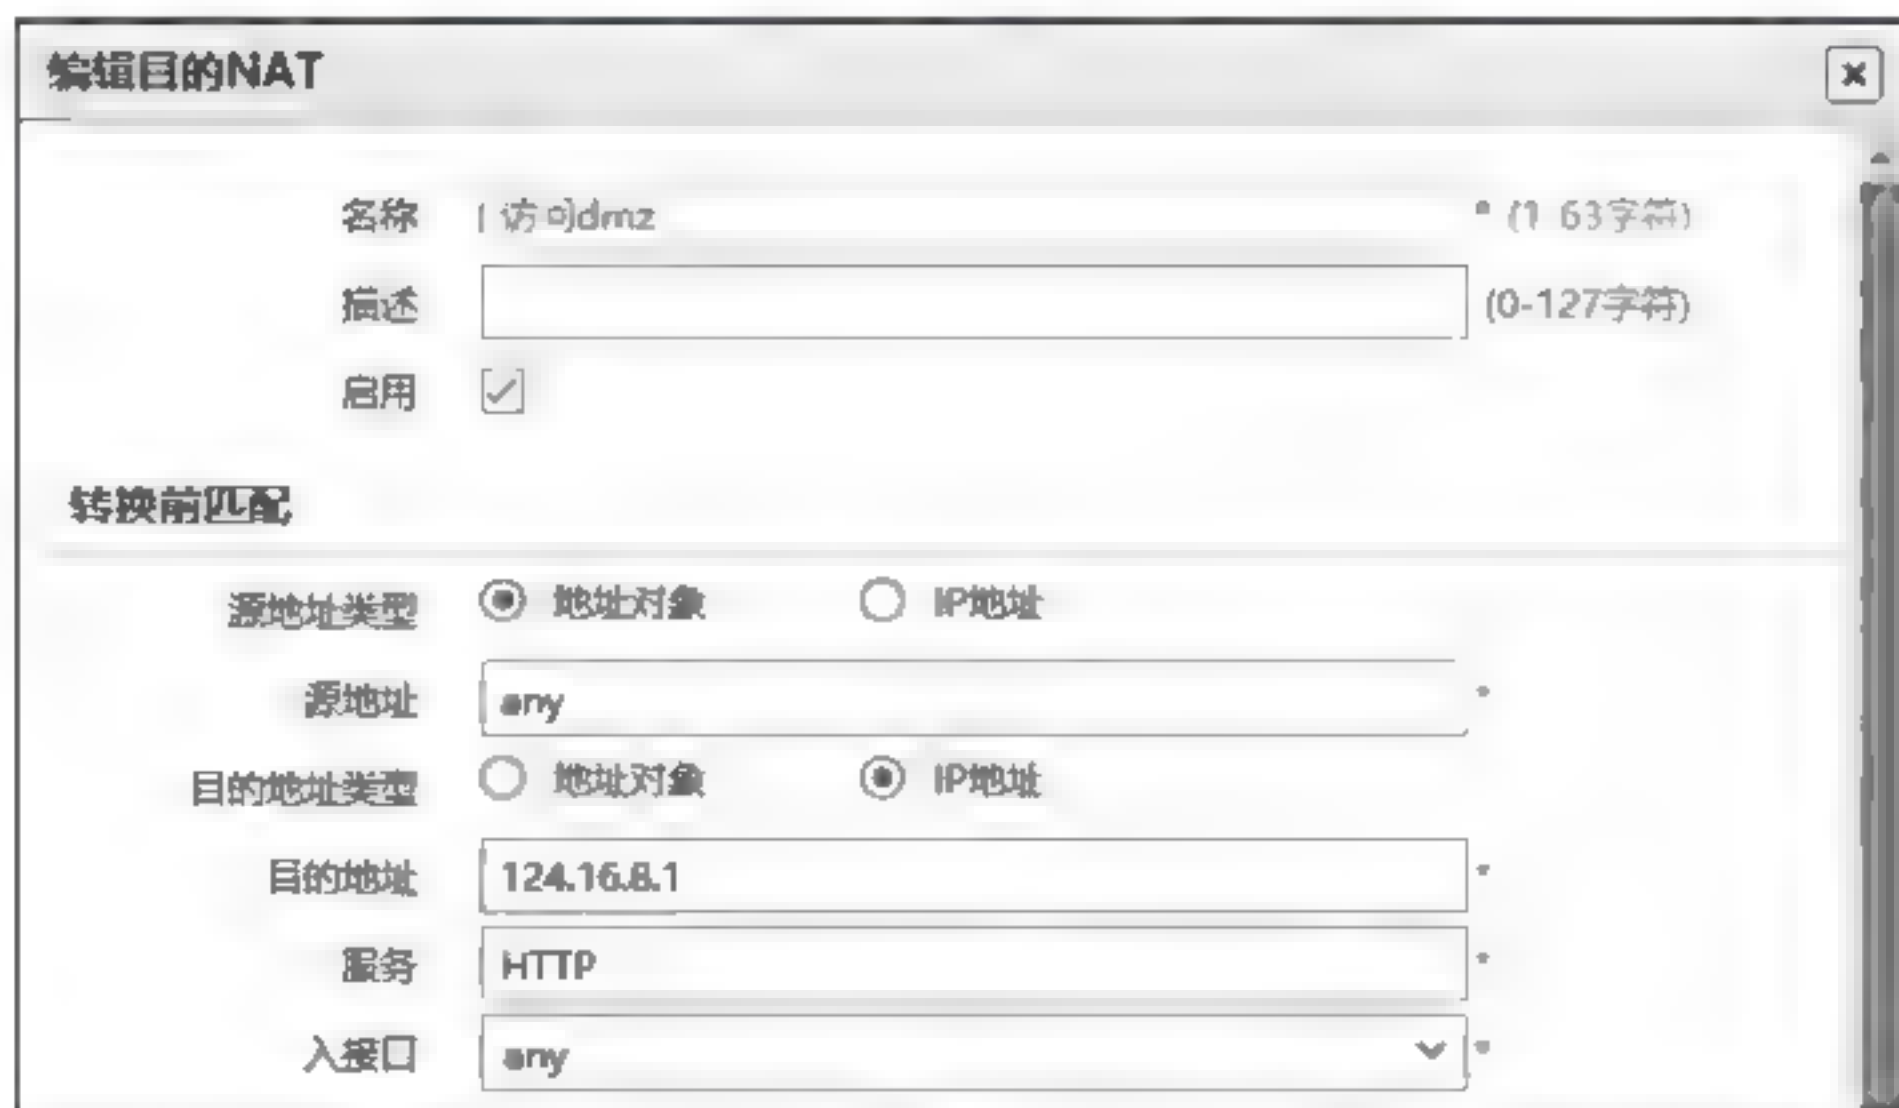 编辑目的NAT
名称 访问dmz * (1-63字符)
描述 (0-127字符)
启用
转换前匹配
源地址类型 地址对象 IP地址
源地址 any *
目的地址类型 地址对象 IP地址
目的地址 124.16.8.1 *
服务 HTTP *
入接口 any *